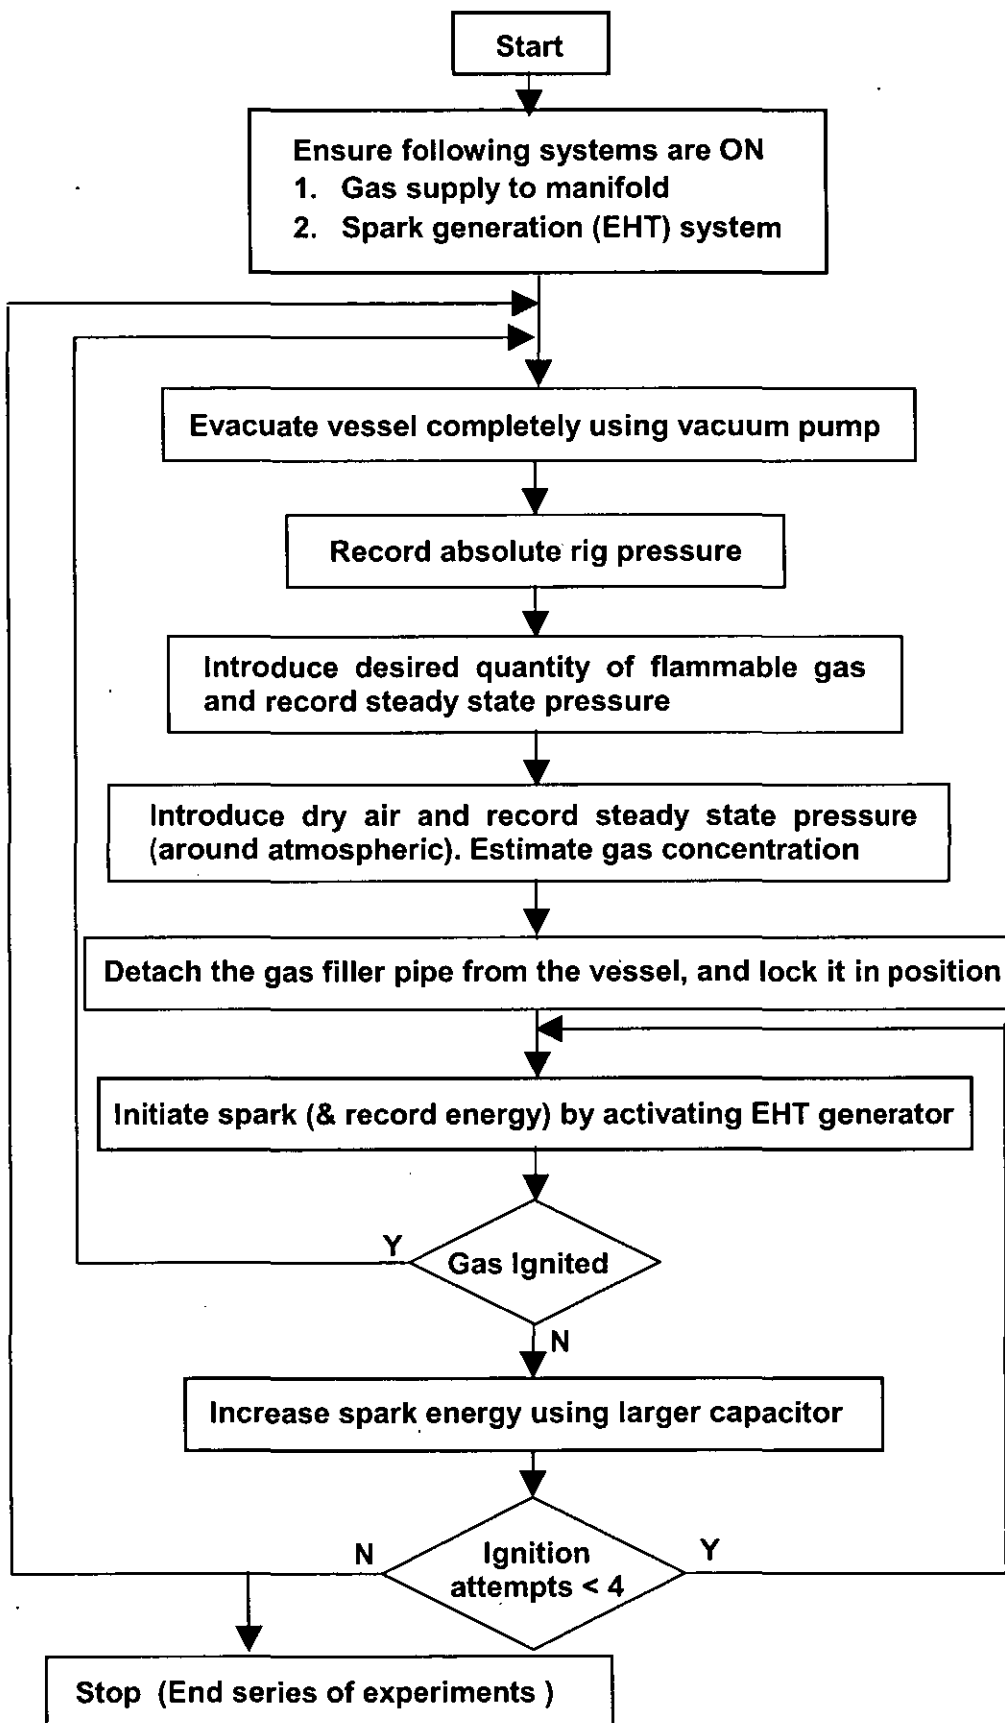 Start
Ensure following systems are ON
1. Gas supply to manifold
2. Spark generation (EHT) system
Evacuate vessel completely using vacuum pump
Record absolute rig pressure
Introduce desired quantity of flammable gas
and record steady state pressure
Introduce dry air and record steady state pressure
(around atmospheric). Estimate gas concentration
Detach the gas filler pipe from the vessel, and lock it in position
Initiate spark (& record energy) by activating EHT generator
Y
Gas Ignited
N
Increase spark energy using larger capacitor
N
Ignition
attempts < 4
Y
Stop (End series of experiments )